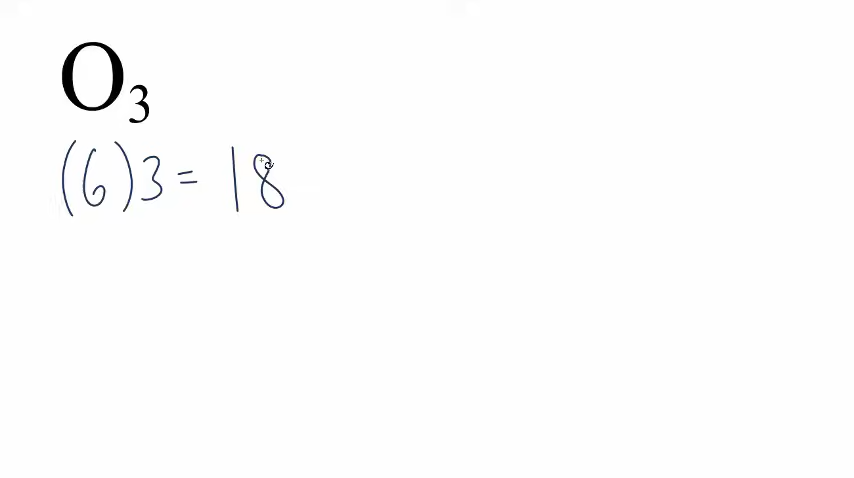 O₃
(6)3 = 18